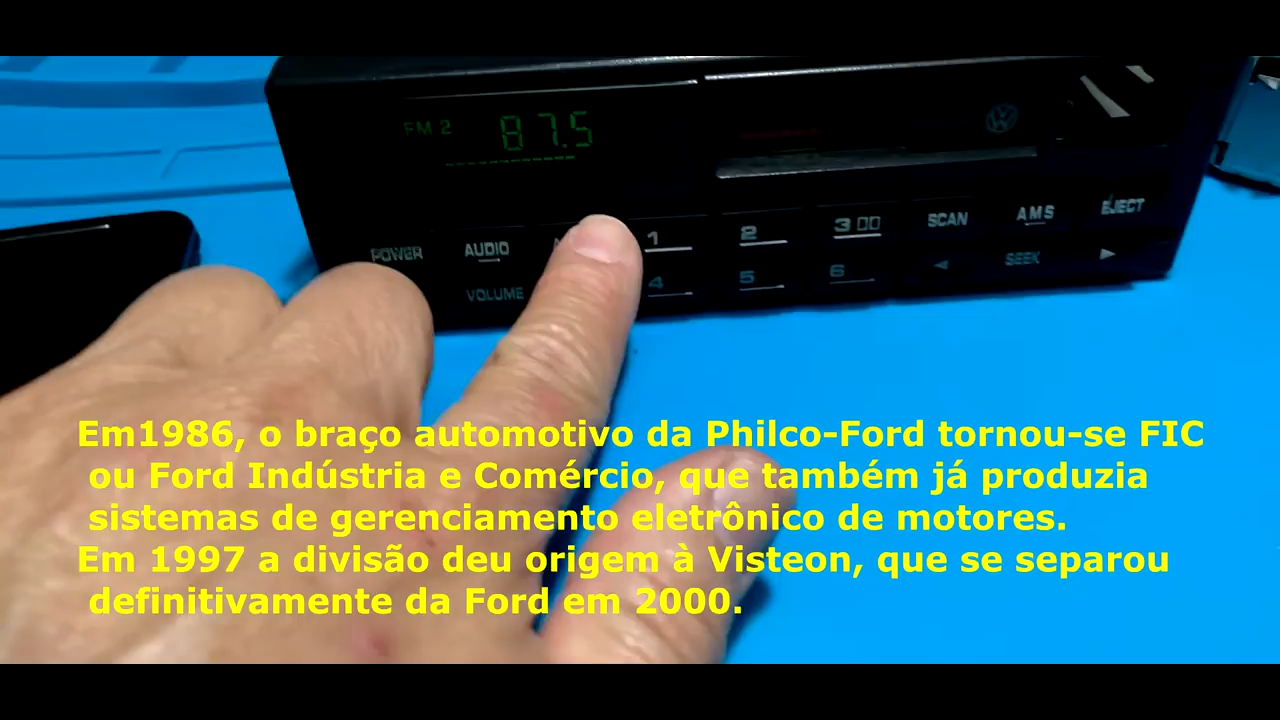 FM 2 87.5
POWER AUDIO 1 2 3 SCAN AMS EJECT
VOLUME 4 5 6 ◄ SEEK ►
Em1986, o braço automotivo da Philco-Ford tornou-se FIC
ou Ford Indústria e Comércio, que também já produzia
sistemas de gerenciamento eletrônico de motores.
Em 1997 a divisão deu origem à Visteon, que se separou
definitivamente da Ford em 2000.